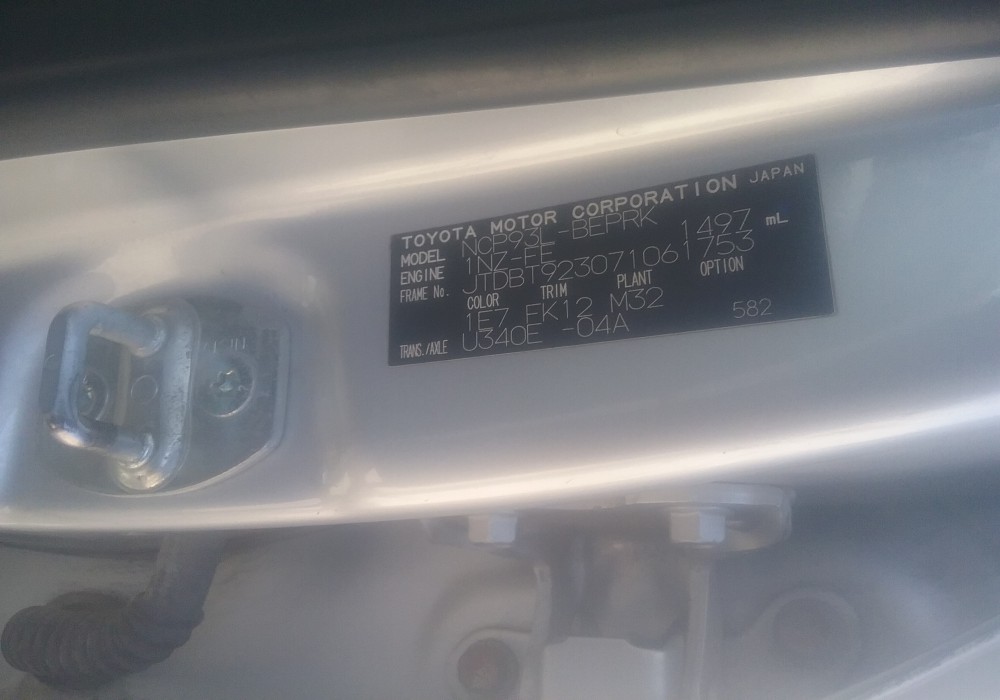 TOYOTA MOTOR CORPORATION JAPAN
MODEL NCP93L-BEPRK
ENGINE 1NZ-FE 1497 mL
FRAME No. JTDBT923071061753
COLOR TRIM PLANT OPTION
1E7 FK12 M32
TRANS./AXLE U340E -04A 582